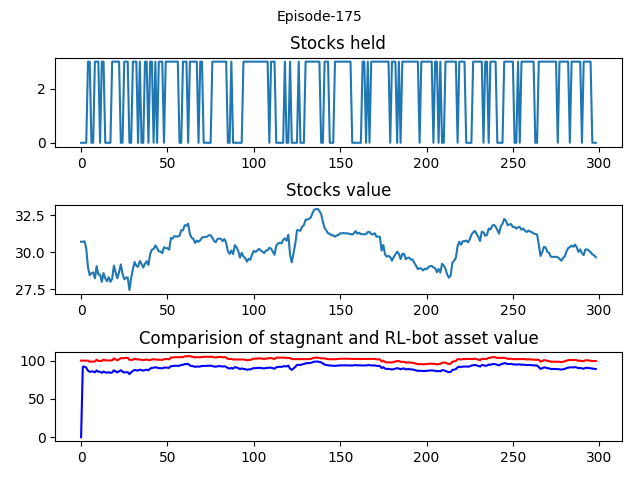 Episode-175
Stocks held
2
0
0 50 100 150 200 250 300
Stocks value
32.5
30.0
27.5
0 50 100 150 200 250 300
Comparision of stagnant and RL-bot asset value
100
50
0
0 50 100 150 200 250 300